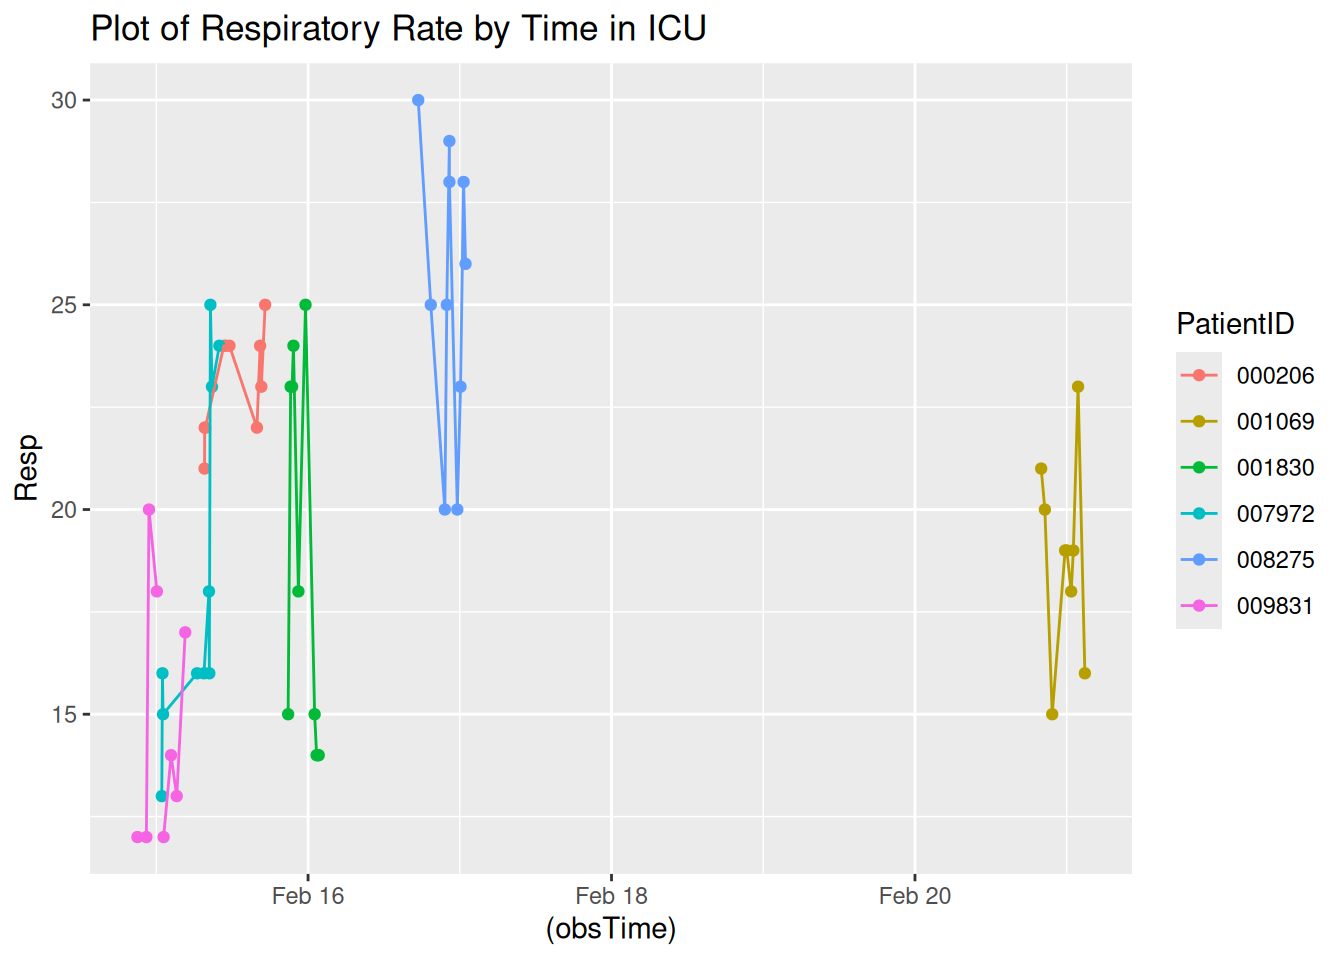 Plot of Respiratory Rate by Time in ICU
30
25
20
15
Resp
Feb 16
Feb 18
Feb 20
(obsTime)
PatientID
000206
001069
001830
007972
008275
009831